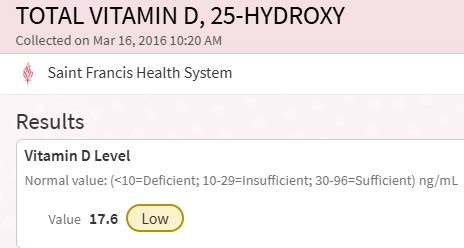 TOTAL VITAMIN D, 25-HYDROXY
Collected on Mar 16, 2016 10:20 AM
Saint Francis Health System
Results
Vitamin D Level
Normal value: (<10=Deficient; 10-29=Insufficient; 30-96=Sufficient) ng/mL
Value 17.6 Low